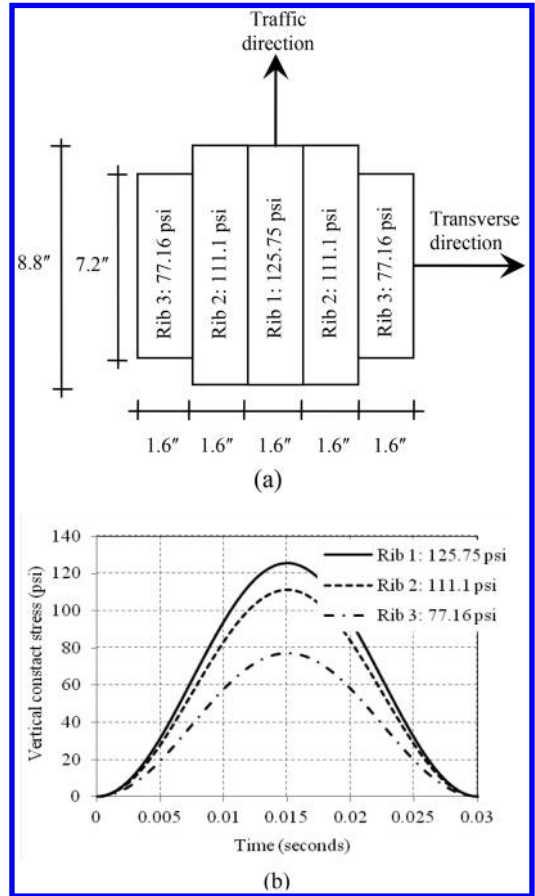 Traffic
direction
Transverse
direction
8.8"
7.2"
Rib 3: 77.16 psi
Rib 2: 111.1 psi
Rib 1: 125.75 psi
Rib 2: 111.1 psi
Rib 3: 77.16 psi
1.6" 1.6" 1.6" 1.6" 1.6"
(a)
Vertical constact stress (psi)
140
120
100
80
60
40
20
0
Rib 1: 125.75 psi
Rib 2: 111.1 psi
Rib 3: 77.16 psi
0 0.005 0.01 0.015 0.02 0.025 0.03
Time (seconds)
(b)